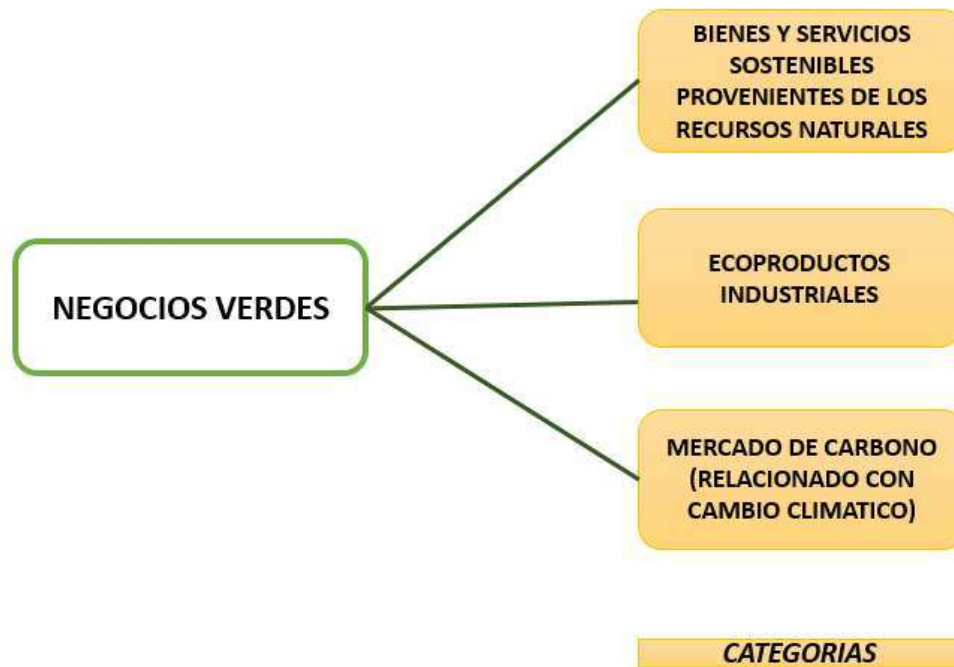 BIENES Y SERVICIOS
SOSTENIBLES
PROVENIENTES DE LOS
RECURSOS NATURALES
NEGOCIOS VERDES
ECOPRODUCTOS
INDUSTRIALES
MERCADO DE CARBONO
(RELACIONADO CON
CAMBIO CLIMATICO)
CATEGORIAS